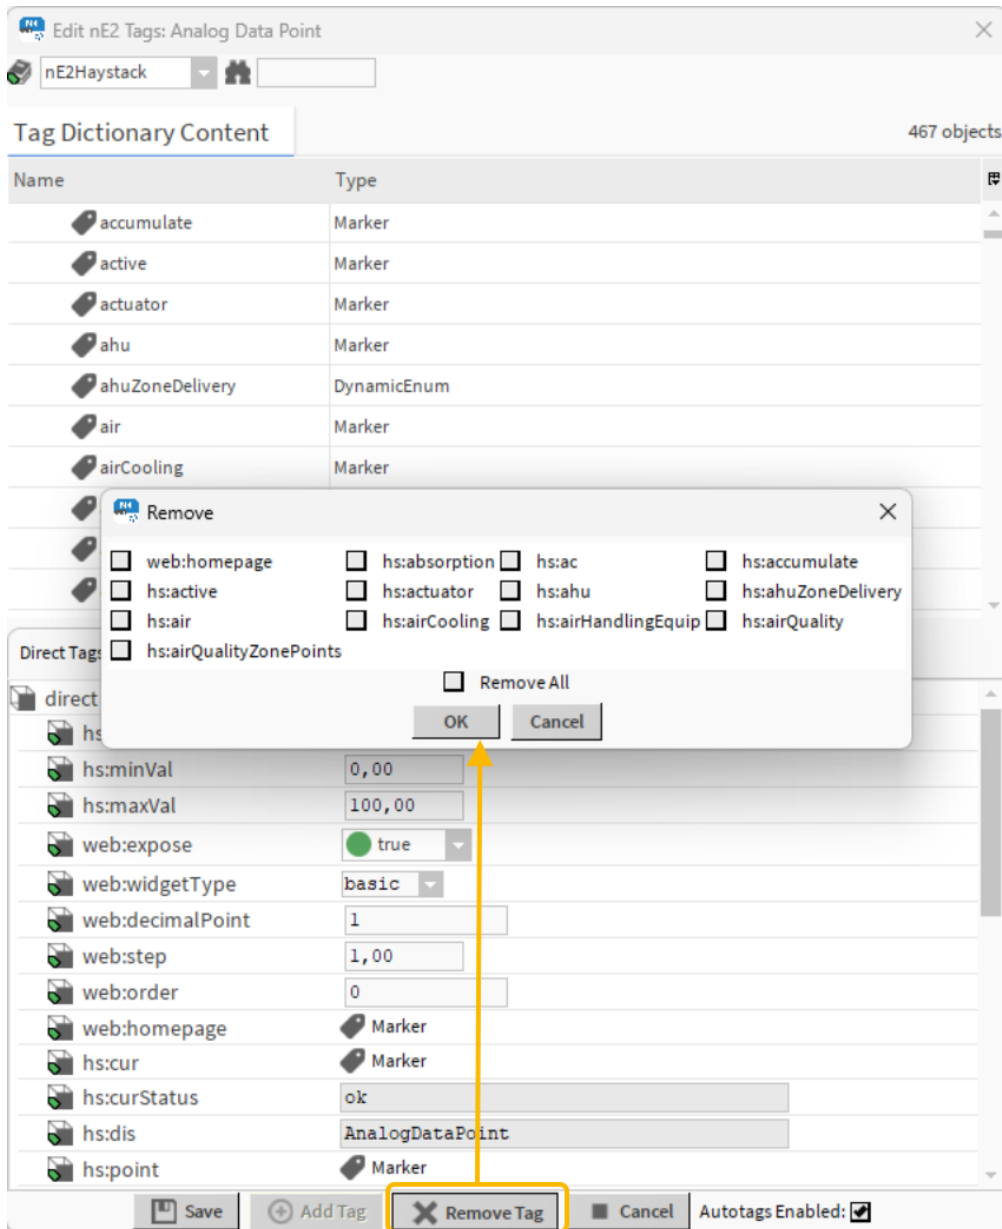 Edit nE2 Tags: Analog Data Point
nE2Haystack
Tag Dictionary Content 467 objects
Name Type
accumulate Marker
active Marker
actuator Marker
ahu Marker
ahuZoneDelivery DynamicEnum
air Marker
airCooling Marker
Remove
web:homepage hs:absorption hs:ac hs:accumulate
hs:active hs:actuator hs:ahu hs:ahuZoneDelivery
hs:air hs:airCooling hs:airHandlingEquip hs:airQuality
hs:airQualityZonePoints
Direct Tags
Remove All
direct
OK Cancel
hs
hs:minVal 0,00
hs:maxVal 100,00
web:expose true
web:widgetType basic
web:decimalPoint 1
web:step 1,00
web:order 0
web:homepage Marker
hs:cur Marker
hs:curStatus ok
hs:dis AnalogDataPoint
hs:point Marker
Save Add Tag Remove Tag Cancel Autotags Enabled: